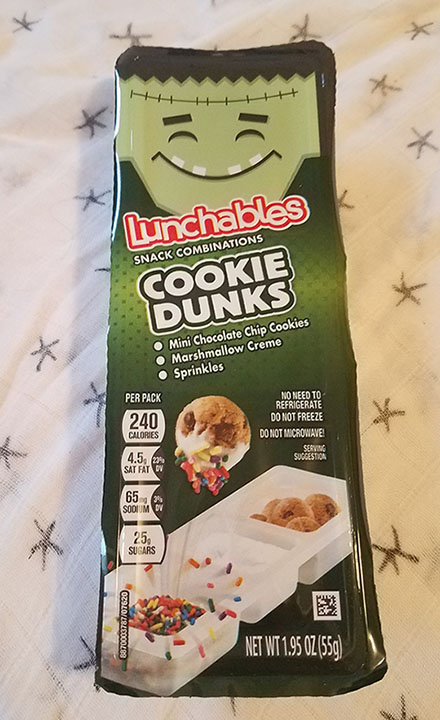 Lunchables
SNACK COMBINATIONS
COOKIE
DUNKS
• Mini Chocolate Chip Cookies
• Marshmallow Creme
• Sprinkles
PER PACK
240
CALORIES
4.5g
SAT FAT
23%
DV
65mg
SODIUM
3%
DV
25g
SUGARS
NO NEED TO
REFRIGERATE
DO NOT FREEZE
DO NOT MICROWAVE!
SERVING
SUGGESTION
NET WT 1.95 OZ (55g)